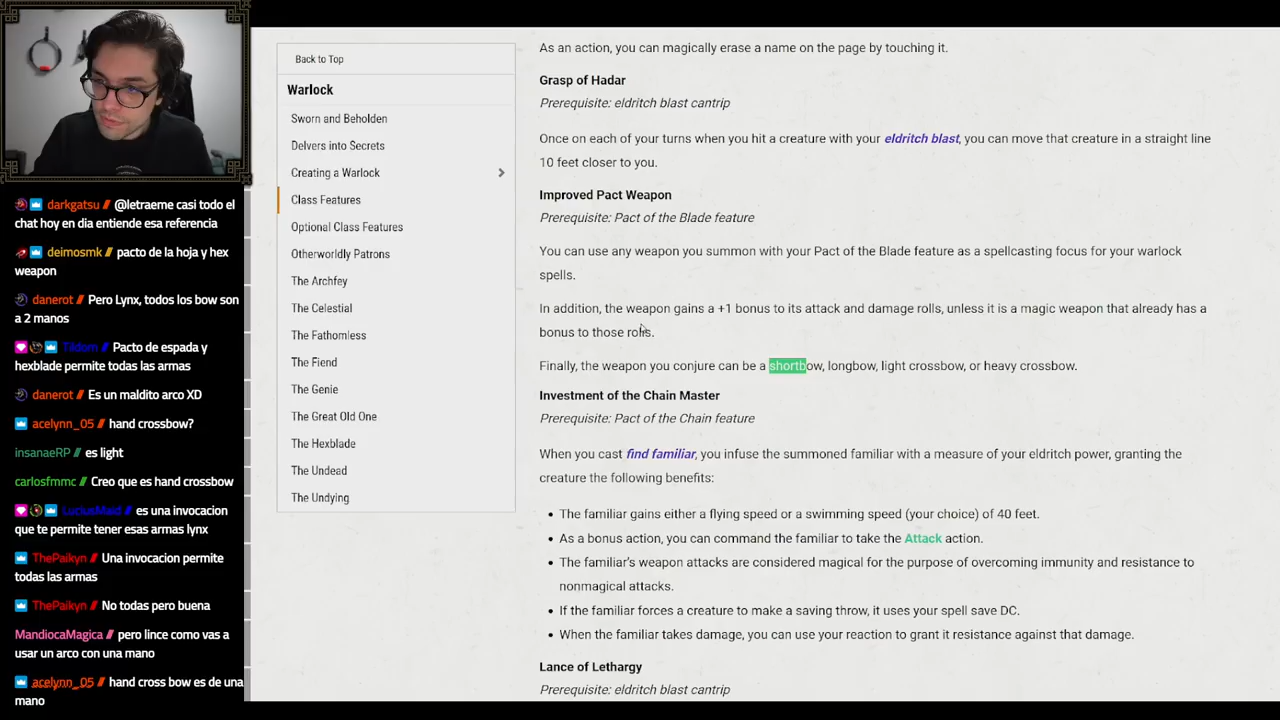 darkgatsu // @letraeme casi todo el
chat hoy en dia entiende esa referencia
deimosmk // pacto de la hoja y hex
weapon
danerot // Pero Lynx, todos los bow son
a 2 manos
Tildom // Pacto de espada y
hexblade permite todas las armas
danerot // Es un maldito arco XD
acelynn_05 // hand crossbow?
insanaeRP // es light
carlosfmmc // Creo que es hand crossbow
LuciusMaid // es una invocacion
que te permite tener esas armas lynx
ThePaikyn // Una invocacion permite
todas las armas
ThePaikyn // No todas pero buena
MandiocaMagica // pero lince como vas a
usar un arco con una mano
acelynn_05 // hand cross bow es de una
mano
Back to Top
Warlock
Sworn and Beholden
Delvers into Secrets
Creating a Warlock
Class Features
Optional Class Features
Otherworldly Patrons
The Archfey
The Celestial
The Fathomless
The Fiend
The Genie
The Great Old One
The Hexblade
The Undead
The Undying
As an action, you can magically erase a name on the page by touching it.
Grasp of Hadar
Prerequisite: eldritch blast cantrip
Once on each of your turns when you hit a creature with your eldritch blast, you can move that creature in a straight line
10 feet closer to you.
Improved Pact Weapon
Prerequisite: Pact of the Blade feature
You can use any weapon you summon with your Pact of the Blade feature as a spellcasting focus for your warlock
spells.
In addition, the weapon gains a +1 bonus to its attack and damage rolls, unless it is a magic weapon that already has a
bonus to those rolls.
Finally, the weapon you conjure can be a shortbow, longbow, light crossbow, or heavy crossbow.
Investment of the Chain Master
Prerequisite: Pact of the Chain feature
When you cast find familiar, you infuse the summoned familiar with a measure of your eldritch power, granting the
creature the following benefits:
• The familiar gains either a flying speed or a swimming speed (your choice) of 40 feet.
• As a bonus action, you can command the familiar to take the Attack action.
• The familiar's weapon attacks are considered magical for the purpose of overcoming immunity and resistance to
nonmagical attacks.
• If the familiar forces a creature to make a saving throw, it uses your spell save DC.
• When the familiar takes damage, you can use your reaction to grant it resistance against that damage.
Lance of Lethargy
Prerequisite: eldritch blast cantrip